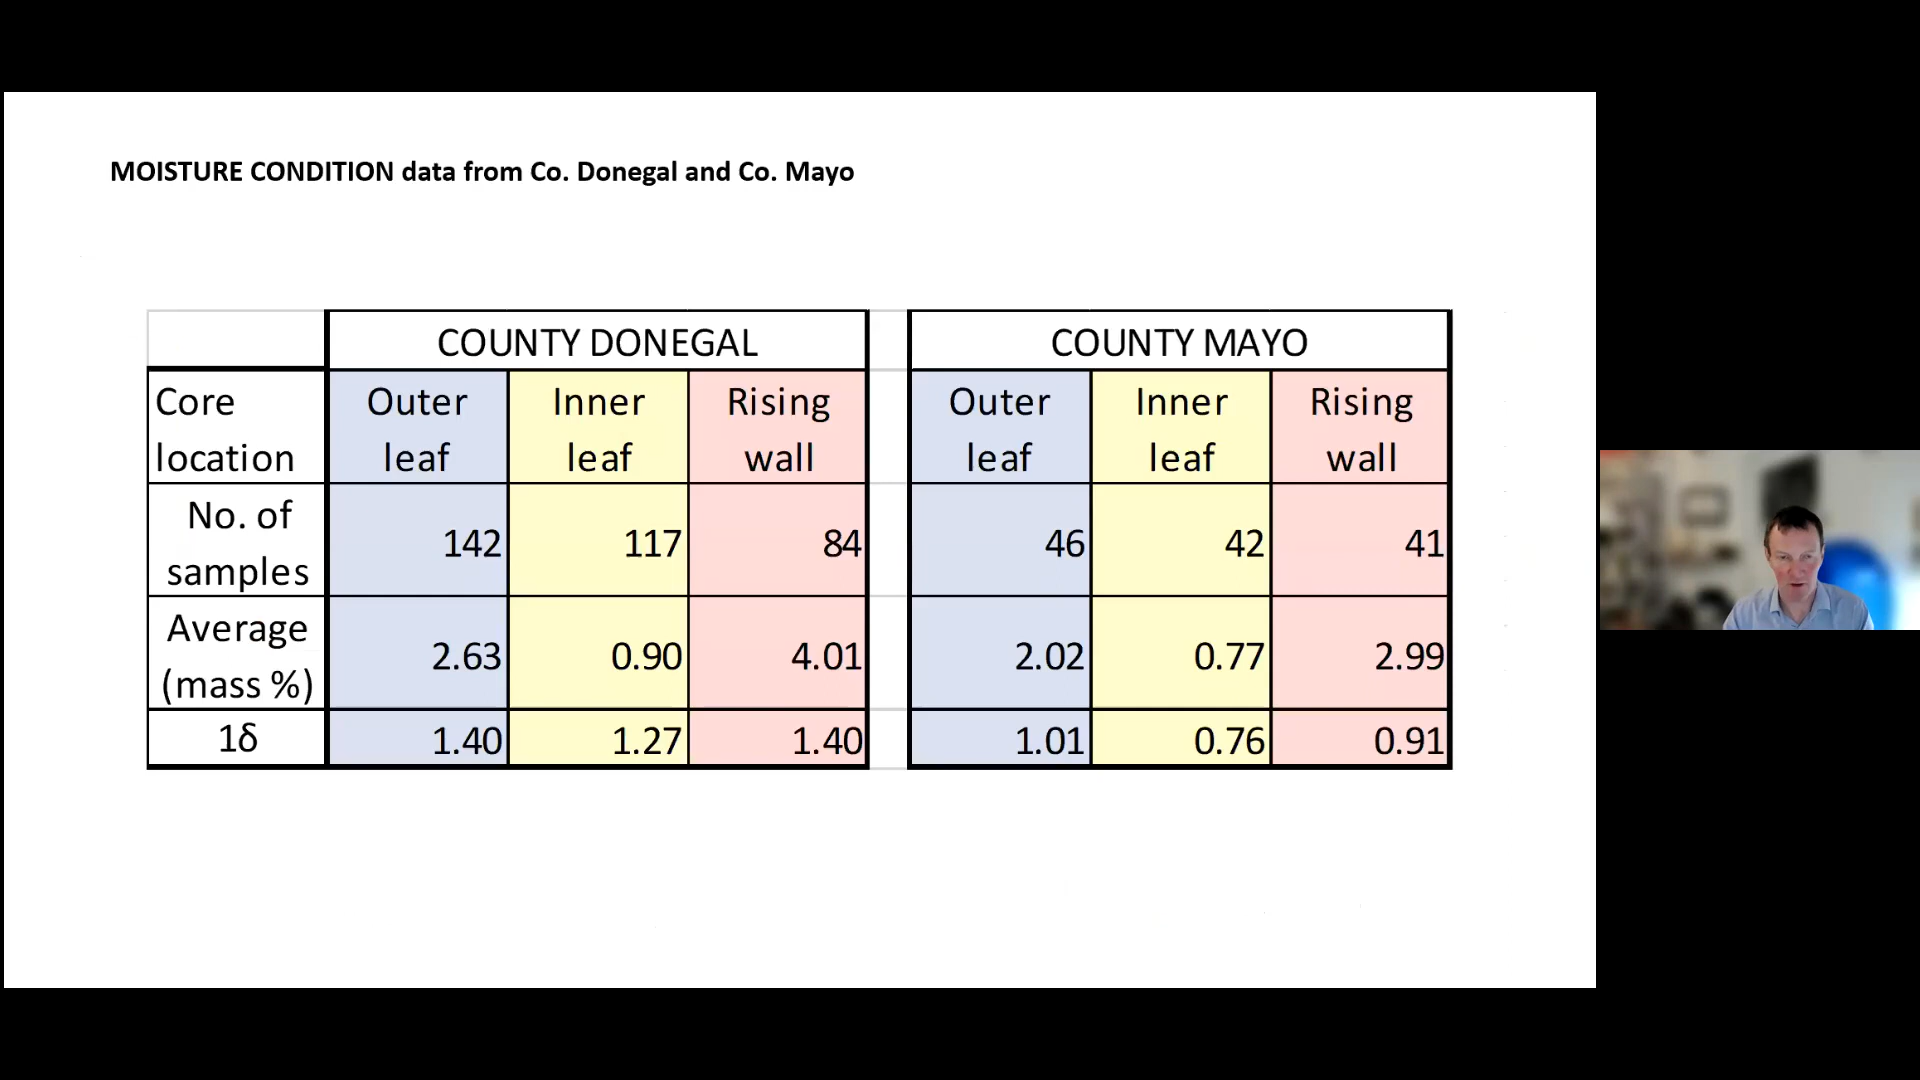 MOISTURE CONDITION data from Co. Donegal and Co. Mayo
COUNTY DONEGAL COUNTY MAYO
Core location Outer leaf Inner leaf Rising wall Outer leaf Inner leaf Rising wall
No. of samples 142 117 84 46 42 41
Average (mass %) 2.63 0.90 4.01 2.02 0.77 2.99
1δ 1.40 1.27 1.40 1.01 0.76 0.91